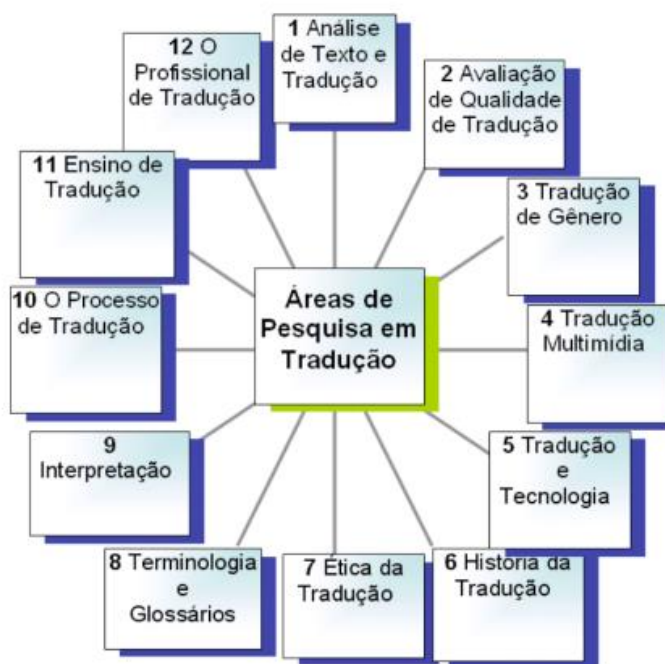 1 Análise
de Texto e
Tradução
2 Avaliação
de Qualidade
de Tradução
3 Tradução
de Gênero
4 Tradução
Multimídia
5 Tradução
e
Tecnologia
6 História da
Tradução
7 Ética da
Tradução
8 Terminologia
e
Glossários
9
Interpretação
10 O Processo
de Tradução
11 Ensino de
Tradução
12 O
Profissional
de Tradução
Áreas de
Pesquisa em
Tradução